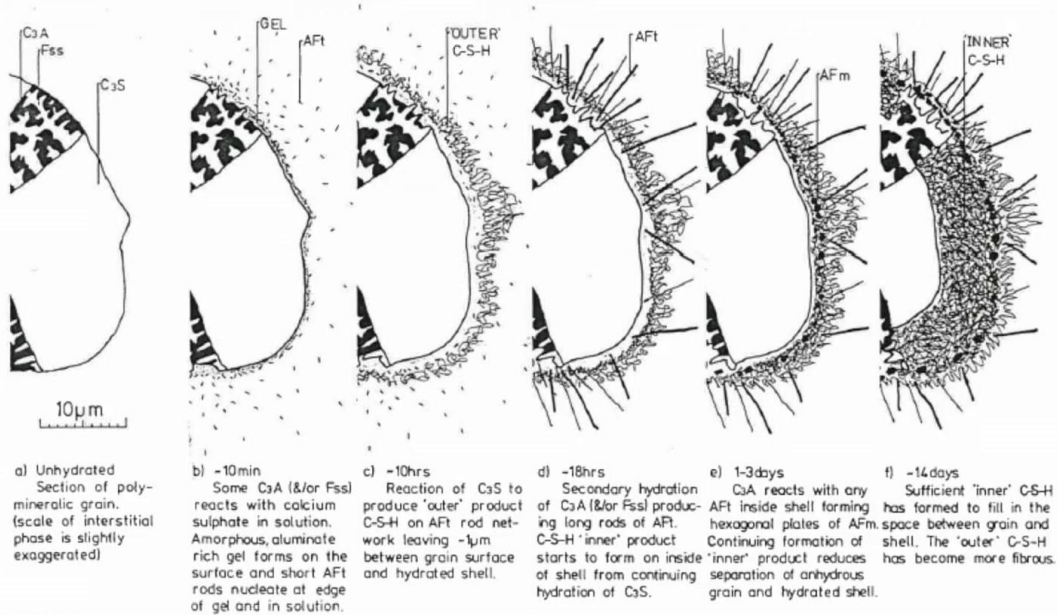 C₃A
Fss
C₃S
GEL
AFt
'OUTER'
C-S-H
AFt
AFm
'INNER'
C-S-H
10µm
a) Unhydrated
Section of poly-
mineralic grain.
(scale of interstitial
phase is slightly
exaggerated)
b) ~10min
Some C₃A (&/or Fss)
reacts with calcium
sulphate in solution.
Amorphous, aluminate
rich gel forms on the
surface and short AFt
rods nucleate at edge
of gel and in solution.
c) ~10hrs
Reaction of C₃S to
produce 'outer' product
C-S-H on AFt rod net-
work leaving ~1µm
between grain surface
and hydrated shell.
d) ~18hrs
Secondary hydration
of C₃A (&/or Fss) produc-
ing long rods of AFt.
C-S-H 'inner' product
starts to form on inside
of shell from continuing
hydration of C₃S.
e) 1-3days
C₃A reacts with any
AFt inside shell forming
hexagonal plates of AFm.
Continuing formation of
'inner' product reduces
separation of anhydrous
grain and hydrated shell.
f) ~14days
Sufficient 'inner' C-S-H
has formed to fill in the
space between grain and
shell. The 'outer' C-S-H
has become more fibrous.